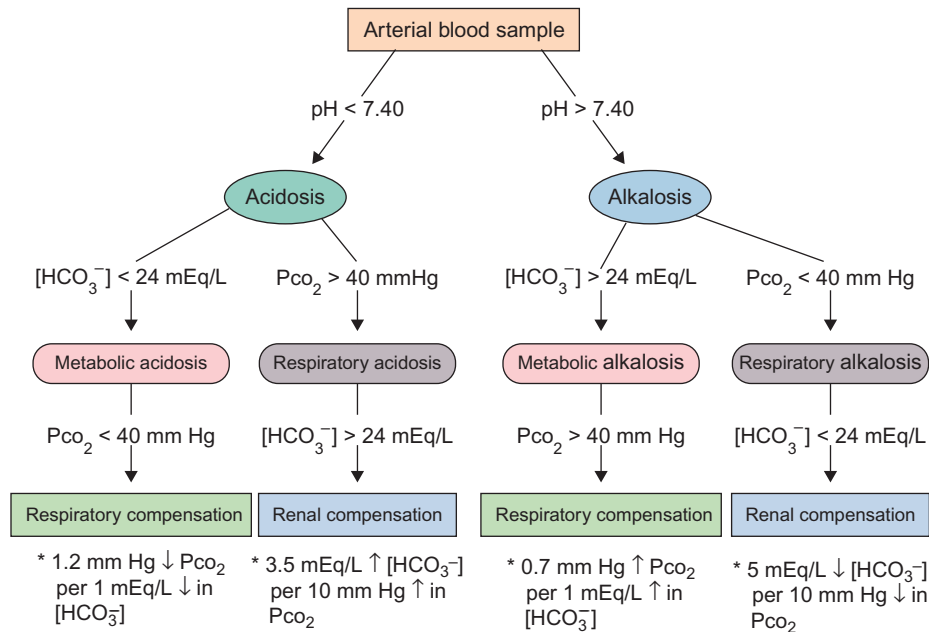 Arterial blood sample
pH < 7.40
pH > 7.40
Acidosis
Alkalosis
[HCO₃⁻] < 24 mEq/L
Pco₂ > 40 mmHg
[HCO₃⁻] > 24 mEq/L
Pco₂ < 40 mm Hg
Metabolic acidosis
Respiratory acidosis
Metabolic alkalosis
Respiratory alkalosis
Pco₂ < 40 mm Hg
[HCO₃⁻] > 24 mEq/L
Pco₂ > 40 mm Hg
[HCO₃⁻] < 24 mEq/L
Respiratory compensation
Renal compensation
Respiratory compensation
Renal compensation
* 1.2 mm Hg ↓ Pco₂
per 1 mEq/L ↓ in
[HCO₃⁻]
* 3.5 mEq/L ↑ [HCO₃⁻]
per 10 mm Hg ↑ in
Pco₂
* 0.7 mm Hg ↑ Pco₂
per 1 mEq/L ↑ in
[HCO₃⁻]
* 5 mEq/L ↓ [HCO₃⁻]
per 10 mm Hg ↓ in
Pco₂